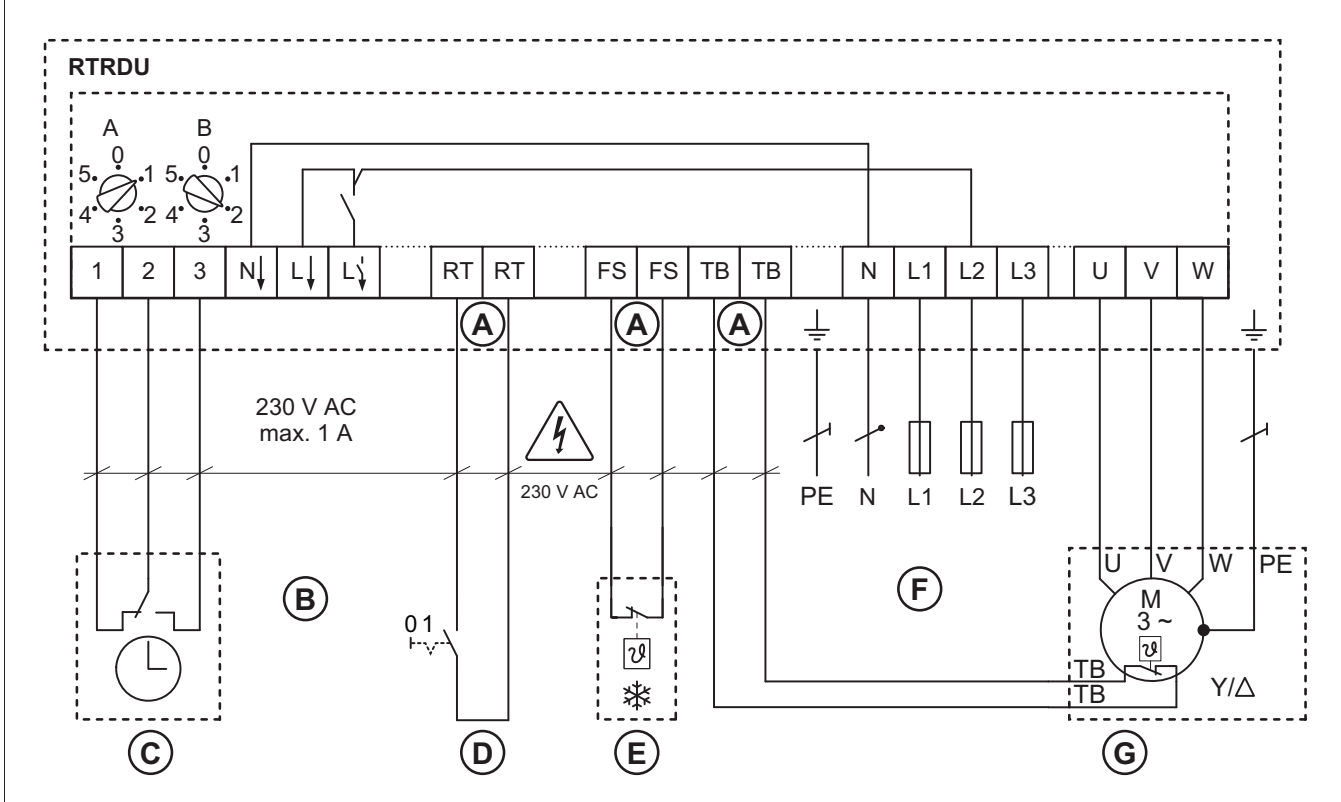 RTRDU
A B
0 0
5 1 5 1
4 2 4 2
3 3
1 2 3 N L L RT RT FS FS TB TB N L1 L2 L3 U V W
A A A
230 V AC
max. 1 A
230 V AC
PE N L1 L2 L3
U V W PE
M
3 ~
B
F
0 1
ϑ
ϑ
TB
TB
Y/△
C D E G